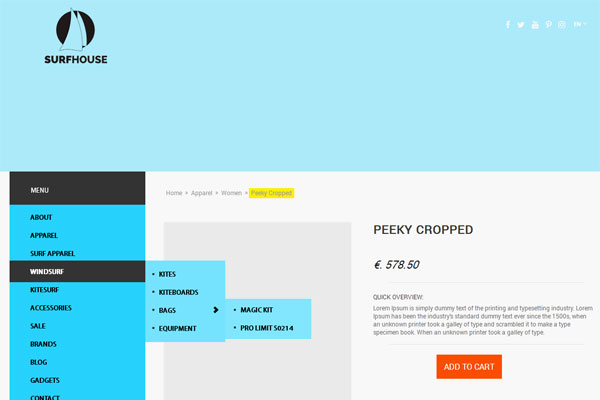 SURFHOUSE
EN
MENU
Home > Apparel > Women > Peeky Cropped
ABOUT
APPAREL
SURF APPAREL
WINDSURF
KITESURF
ACCESSORIES
SALE
BRANDS
BLOG
GADGETS
CONTACT
KITES
KITEBOARDS
BAGS
EQUIPMENT
MAGIC KIT
PRO LIMIT S0214
PEEKY CROPPED
€. 578.50
QUICK OVERVIEW:
Lorem Ipsum is simply dummy text of the printing and typesetting industry. Lorem
Ipsum has been the industry's standard dummy text ever since the 1500s, when
an unknown printer took a galley of type and scrambled it to make a type
specimen book. When an unknown printer took a galley of type.
ADD TO CART